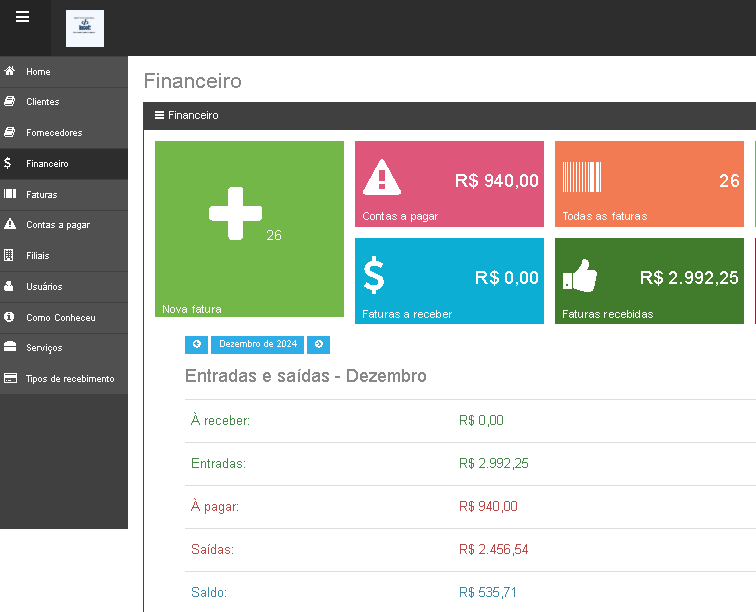 Home
Clientes
Fornecedores
Financeiro
Faturas
Contas a pagar
Filiais
Usuários
Como Conheceu
Serviços
Tipos de recebimento
Financeiro
Financeiro
26
Nova fatura
R$ 940,00
Contas a pagar
26
Todas as faturas
R$ 0,00
Faturas a receber
R$ 2.992,25
Faturas recebidas
Dezembro de 2024
Entradas e saídas - Dezembro
À receber: R$ 0,00
Entradas: R$ 2.992,25
À pagar: R$ 940,00
Saídas: R$ 2.456,54
Saldo: R$ 535,71